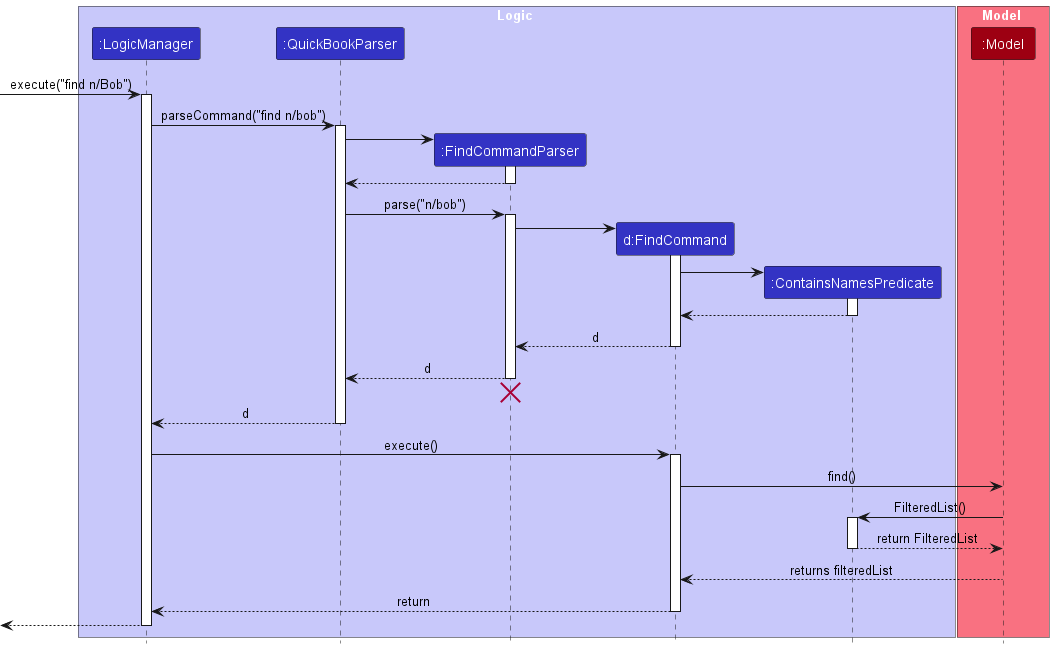 Logic
Model
:LogicManager
:QuickBookParser
:Model
execute("find n/Bob")
parseCommand("find n/bob")
:FindCommandParser
parse("n/bob")
d:FindCommand
:ContainsNamesPredicate
d
d
d
execute()
find()
FilteredList()
return FilteredList
returns filteredList
return